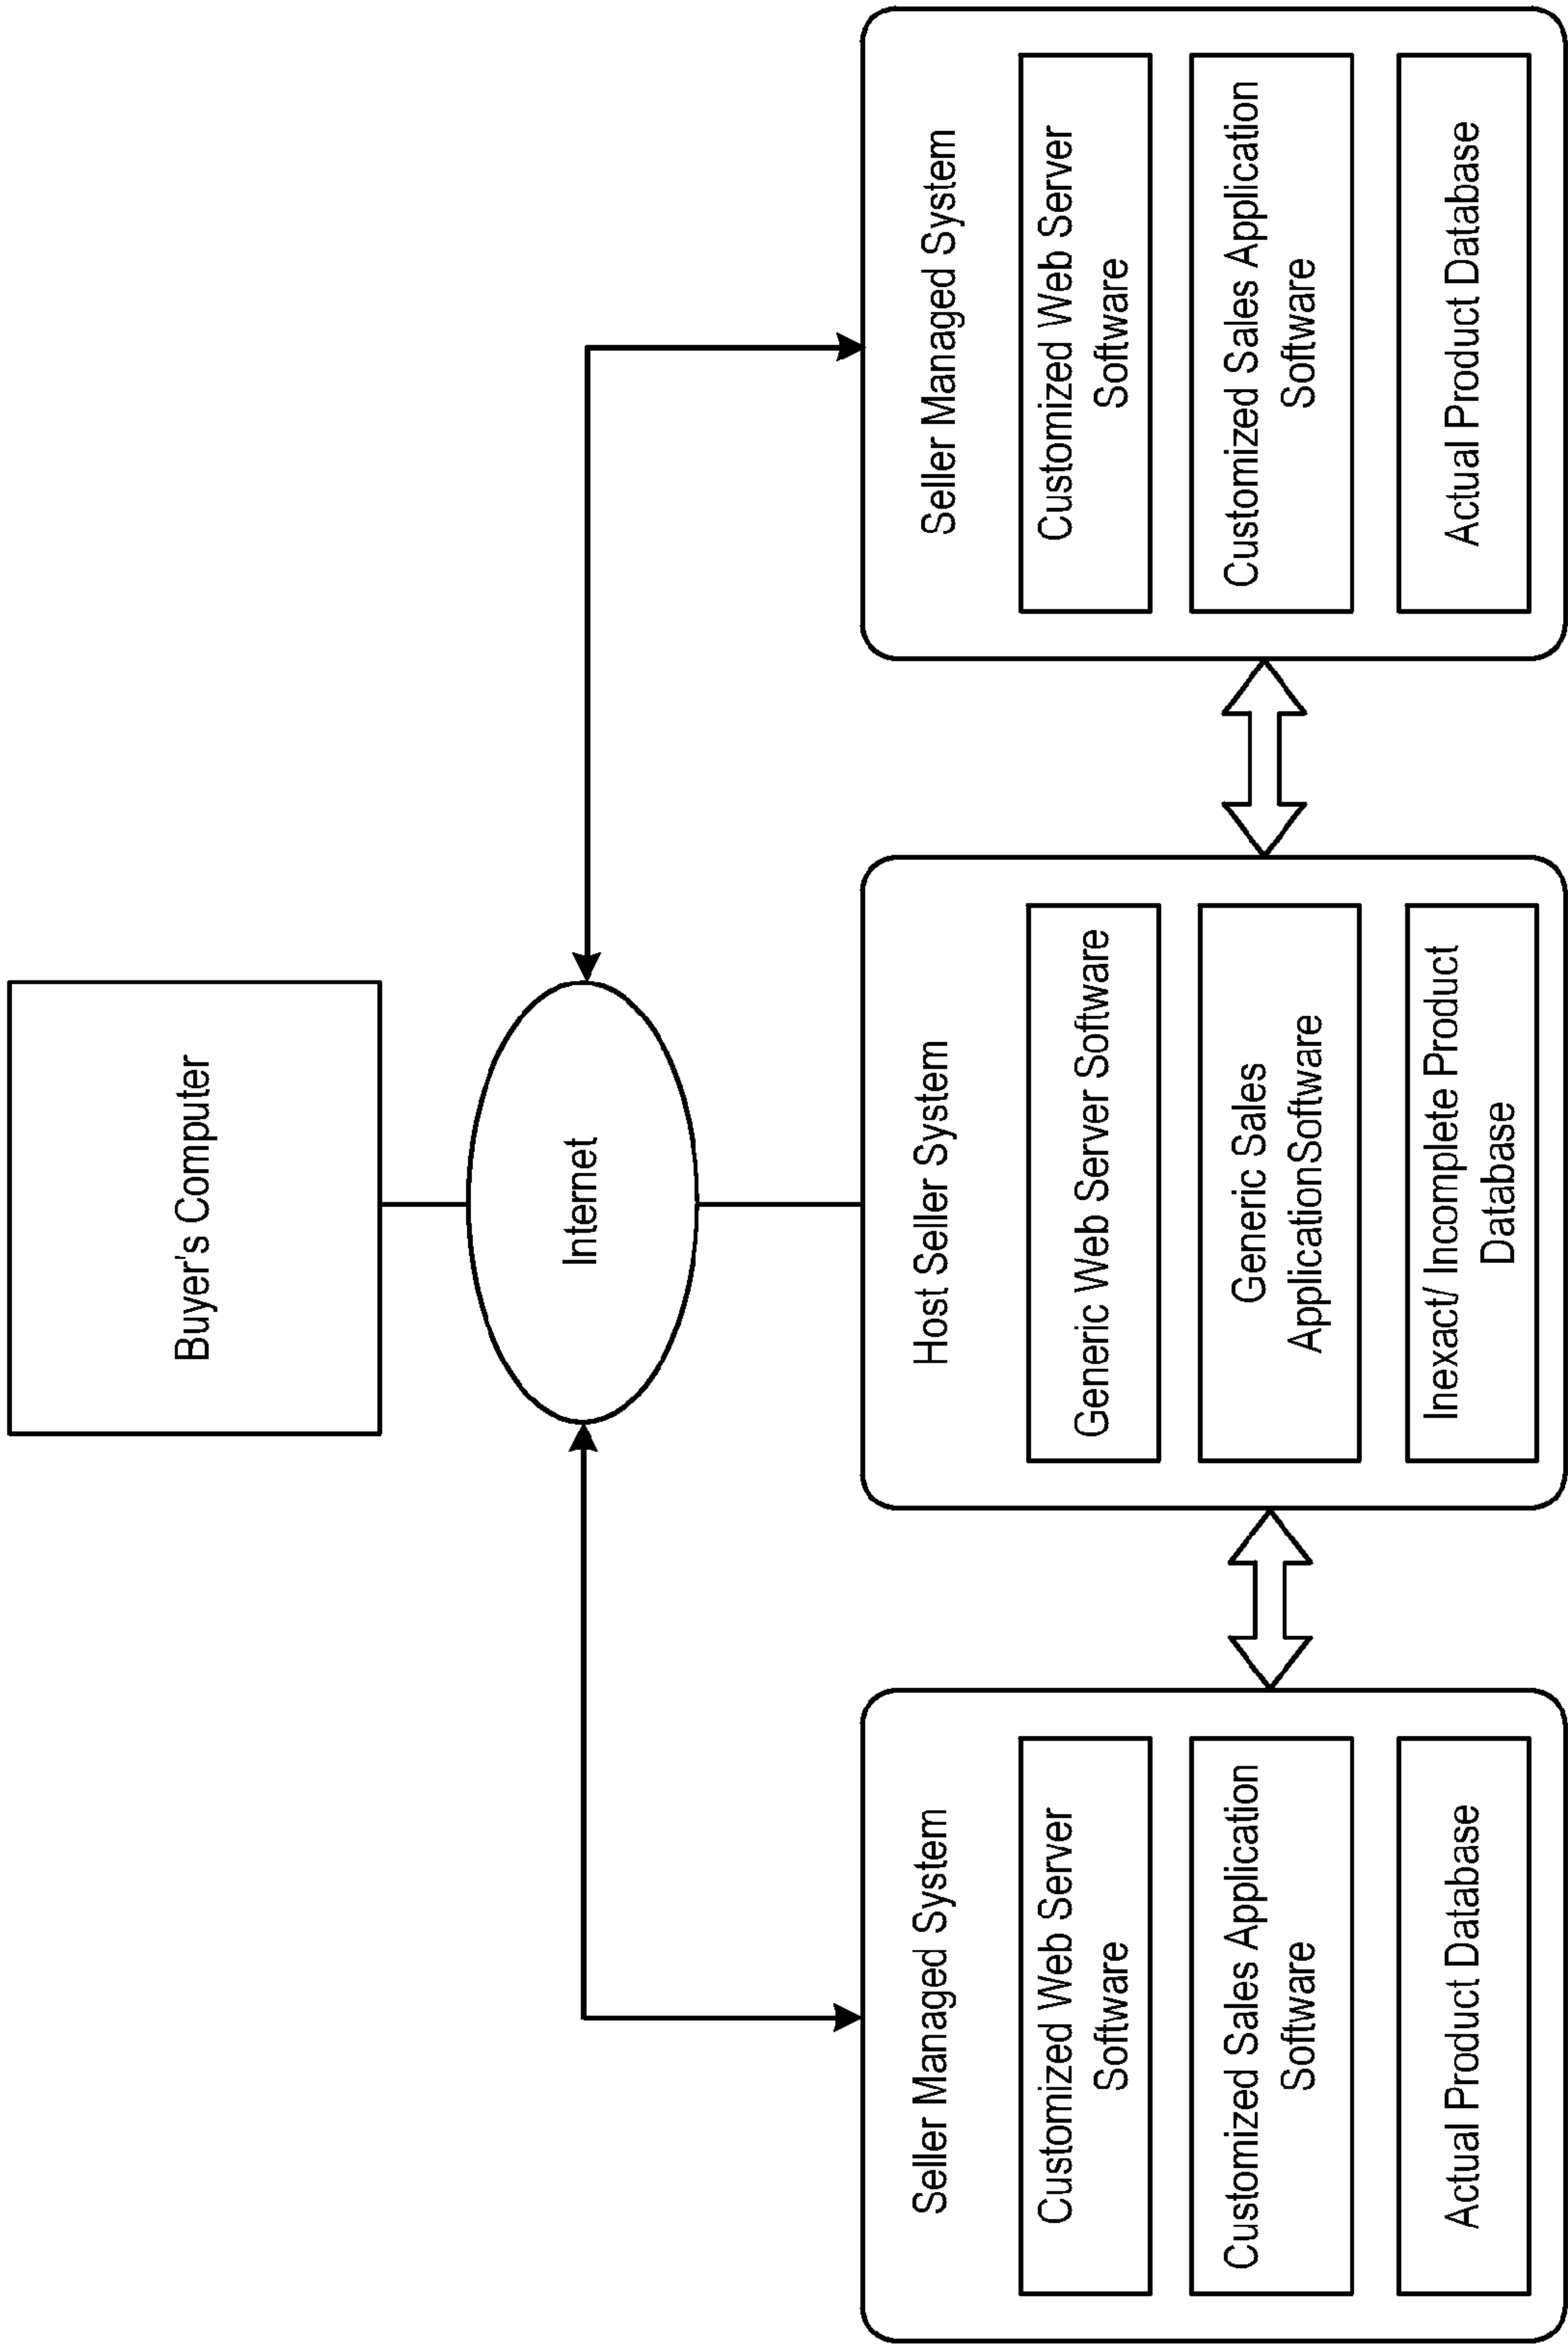 Buyer's Computer
Internet
Seller Managed System
Customized Web Server
Software
Customized Sales Application
Software
Actual Product Database
Host Seller System
Generic Web Server Software
Generic Sales
ApplicationSoftware
Inexact/ Incomplete Product
Database
Seller Managed System
Customized Web Server
Software
Customized Sales Application
Software
Actual Product Database